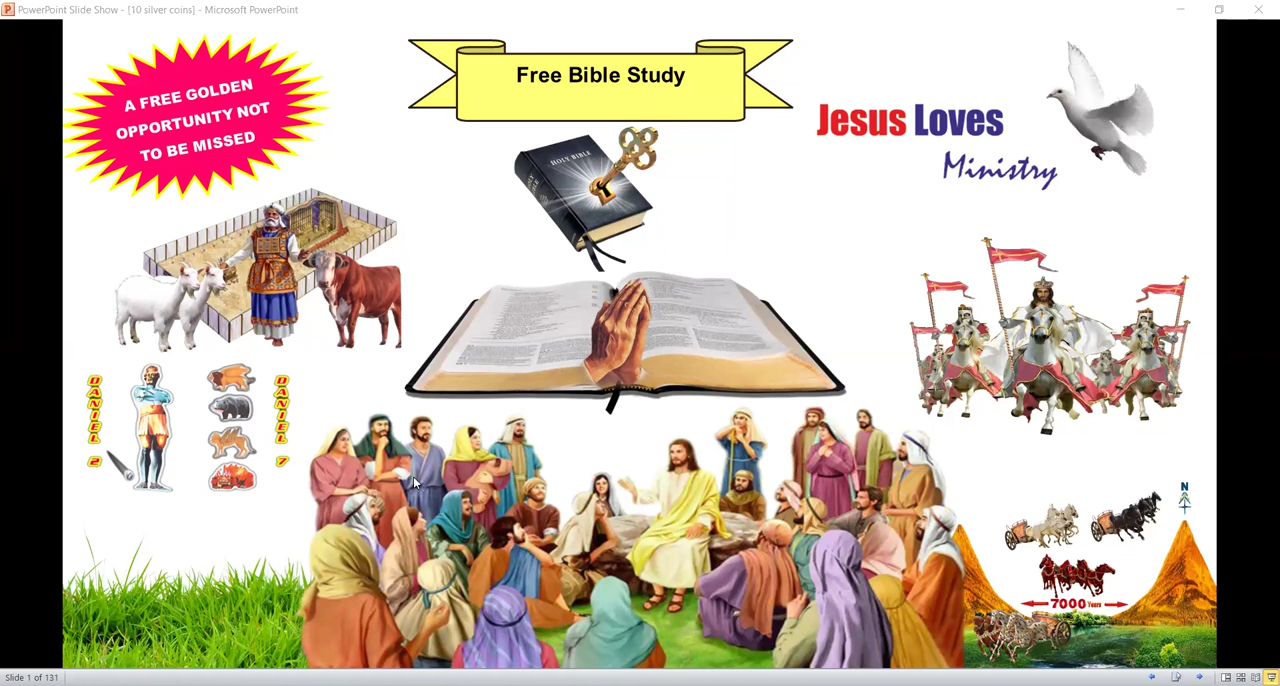 PowerPoint Slide Show - [10 silver coins] - Microsoft PowerPoint
A FREE GOLDEN
OPPORTUNITY NOT
TO BE MISSED
Free Bible Study
Jesus Loves
Ministry
HOLY BIBLE
DANIEL 2
DANIEL 7
N
7000 Years
Slide 1 of 131